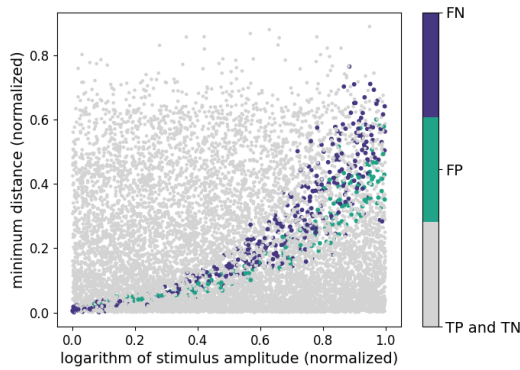 FN
0.8
0.6
FP
0.4
0.2
0.0
TP and TN
0.0 0.2 0.4 0.6 0.8 1.0
logarithm of stimulus amplitude (normalized)
minimum distance (normalized)